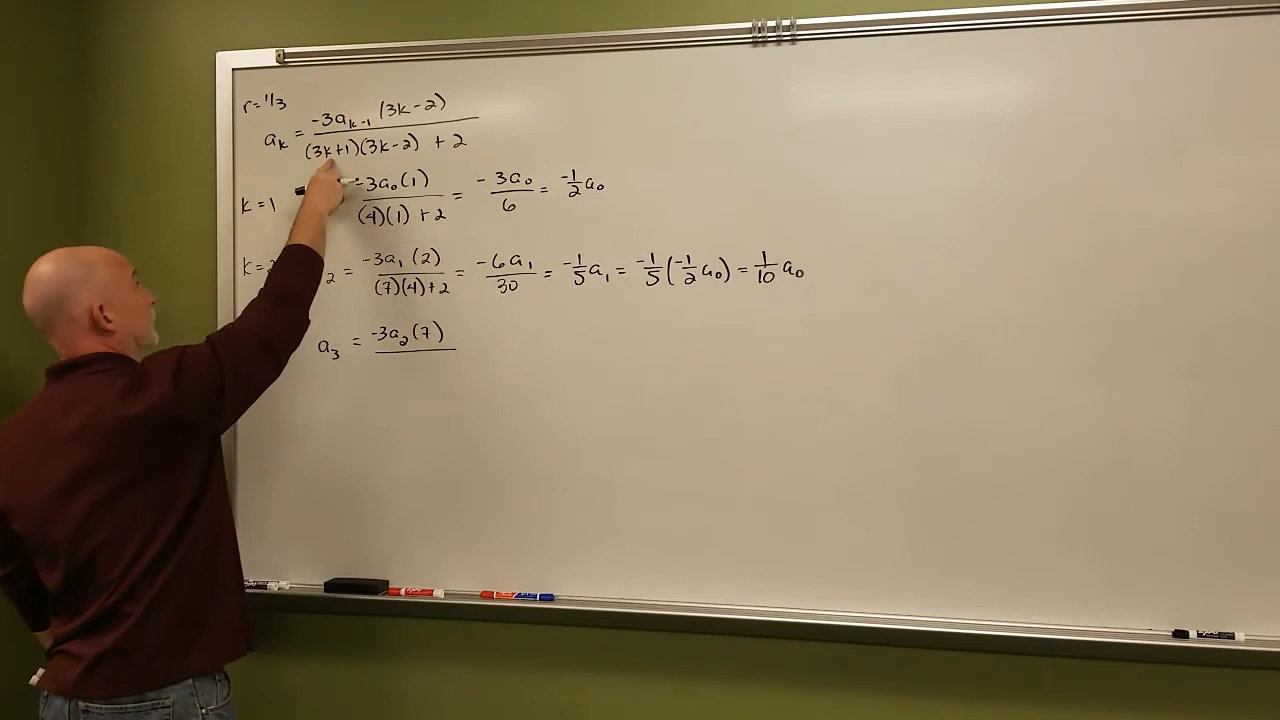 r = 1/3
a_k = -3a_{k-1} (3k-2) / (3k+1)(3k-2) + 2
k = 1 -3a_0(1) / (4)(1) + 2 = -3a_0 / 6 = -1/2 a_0
k = 2 = -3a_1(2) / (7)(4)+2 = -6a_1 / 30 = -1/5 a_1 = -1/5(-1/2 a_0) = 1/10 a_0
a_3 = -3a_2(7)